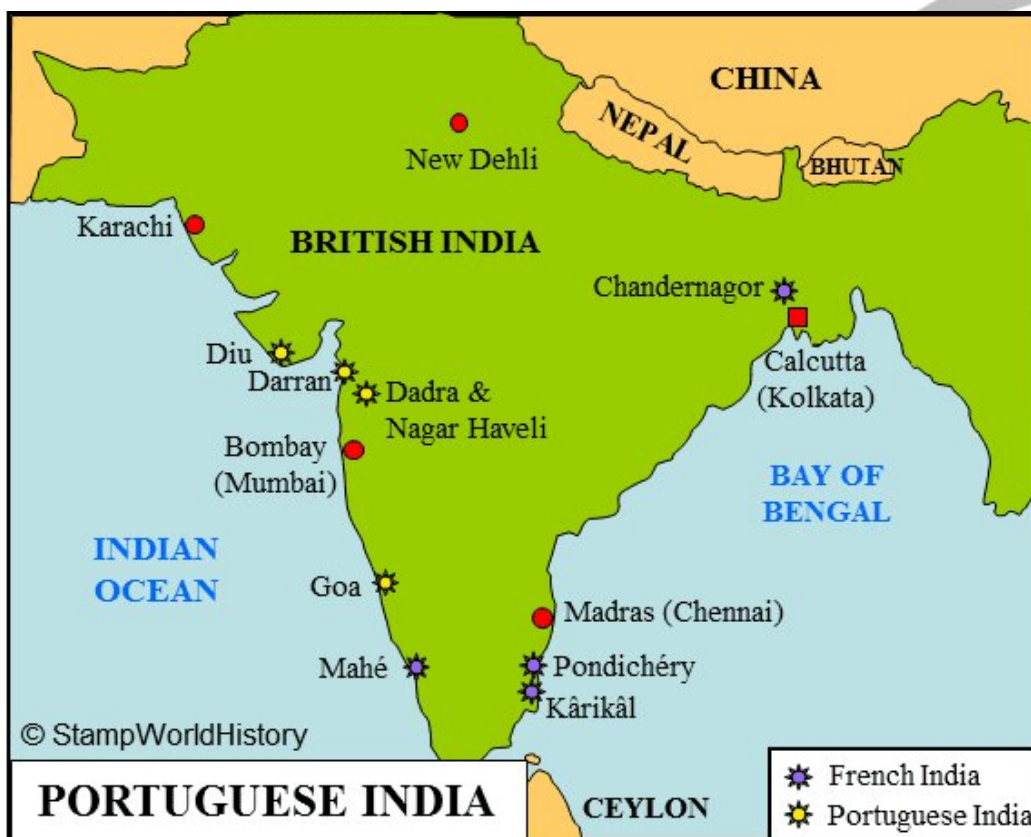 CHINA
NEPAL
BHUTAN
New Dehli
Karachi
BRITISH INDIA
Chandernagor
Diu
Darran
Calcutta
(Kolkata)
Dadra &
Nagar Haveli
Bombay
(Mumbai)
BAY OF
BENGAL
INDIAN
OCEAN
Goa
Madras (Chennai)
Mahé
Pondichéry
Kârikâl
© StampWorldHistory
PORTUGUESE INDIA
CEYLON
French India
Portuguese India